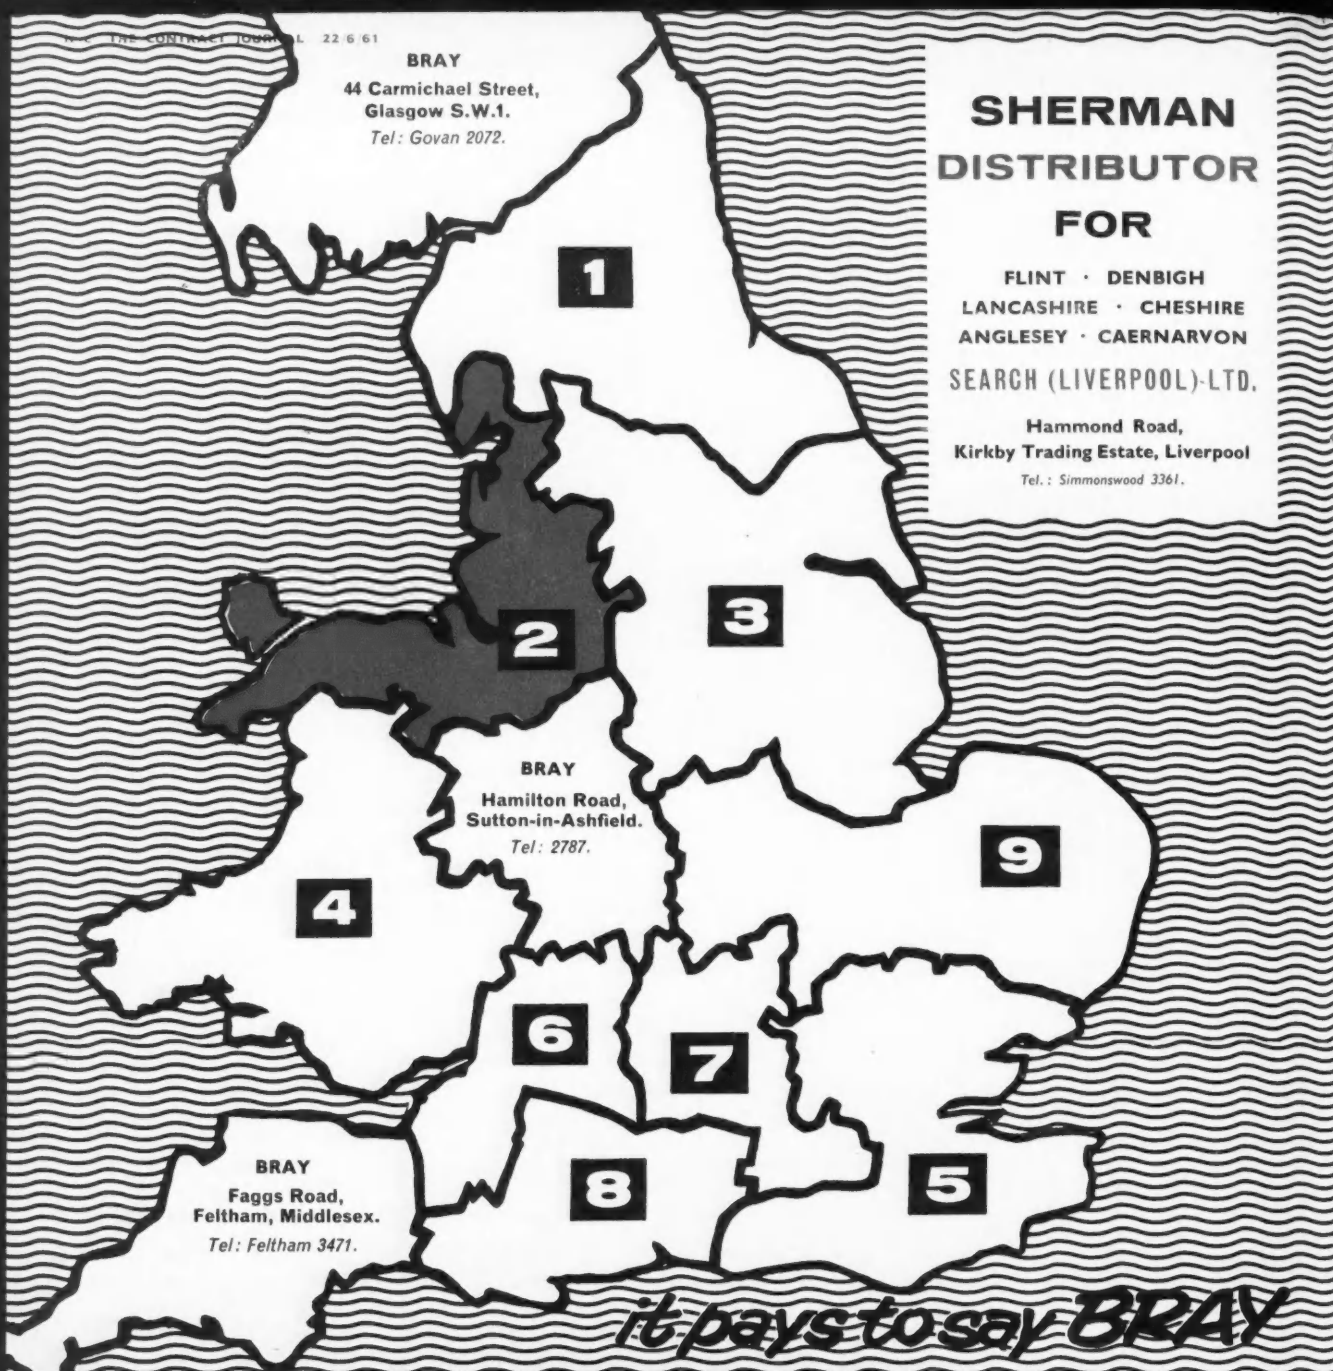 THE CONTRACT JOURNAL 22/6/61
BRAY
44 Carmichael Street,
Glasgow S.W.1.
Tel: Govan 2072.
SHERMAN
DISTRIBUTOR
FOR
FLINT · DENBIGH
LANCASHIRE · CHESHIRE
ANGLESEY · CAERNARVON
SEARCH (LIVERPOOL)·LTD.
Hammond Road,
Kirkby Trading Estate, Liverpool
Tel.: Simmonswood 3361.
1
2
3
BRAY
Hamilton Road,
Sutton-in-Ashfield.
Tel: 2787.
9
4
6
7
BRAY
Faggs Road,
Feltham, Middlesex.
Tel: Feltham 3471.
8
5
it pays to say BRAY